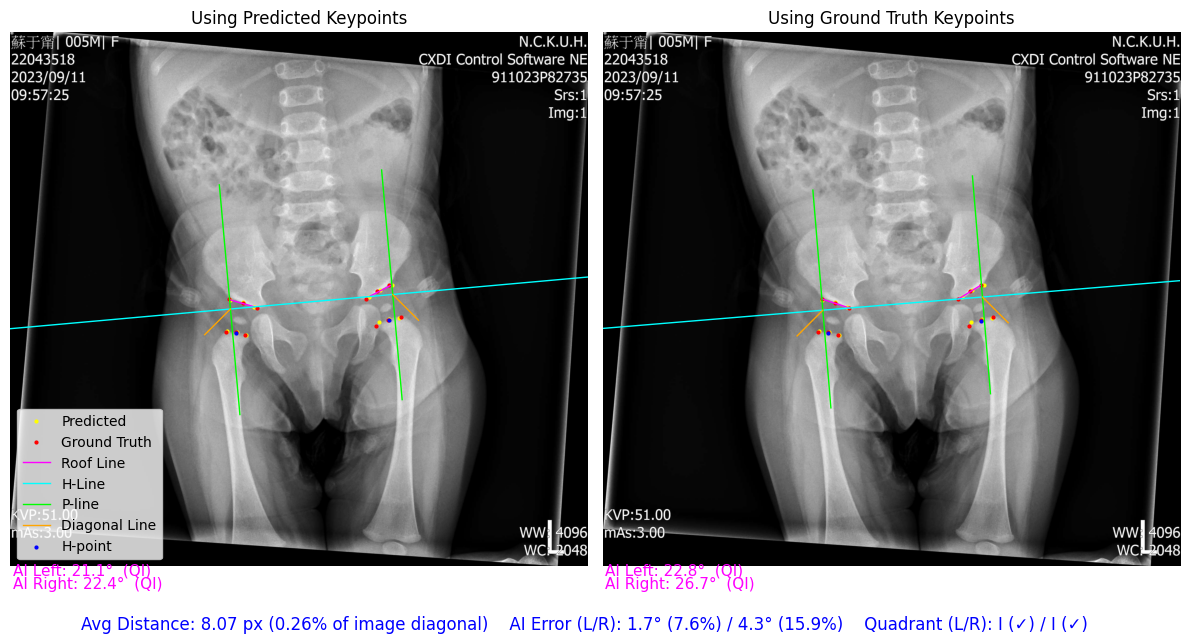 Using Predicted Keypoints
蘇于甯| 005M| F
22043518
2023/09/11
09:57:25
N.C.K.U.H.
CXDI Control Software NE
911023P82735
Srs:1
Img:1
Predicted
Ground Truth
Roof Line
H-Line
P-line
Diagonal Line
H-point
KVP:51.00
mAs:3.00
WW: 4096
WC: 2048
L
AI Left: 21.1° (QI)
AI Right: 22.4° (QI)
Using Ground Truth Keypoints
蘇于甯| 005M| F
22043518
2023/09/11
09:57:25
N.C.K.U.H.
CXDI Control Software NE
911023P82735
Srs:1
Img:1
KVP:51.00
mAs:3.00
WW: 4096
WC: 2048
L
AI Left: 22.8° (QI)
AI Right: 26.7° (QI)
Avg Distance: 8.07 px (0.26% of image diagonal) AI Error (L/R): 1.7° (7.6%) / 4.3° (15.9%) Quadrant (L/R): I (✓) / I (✓)